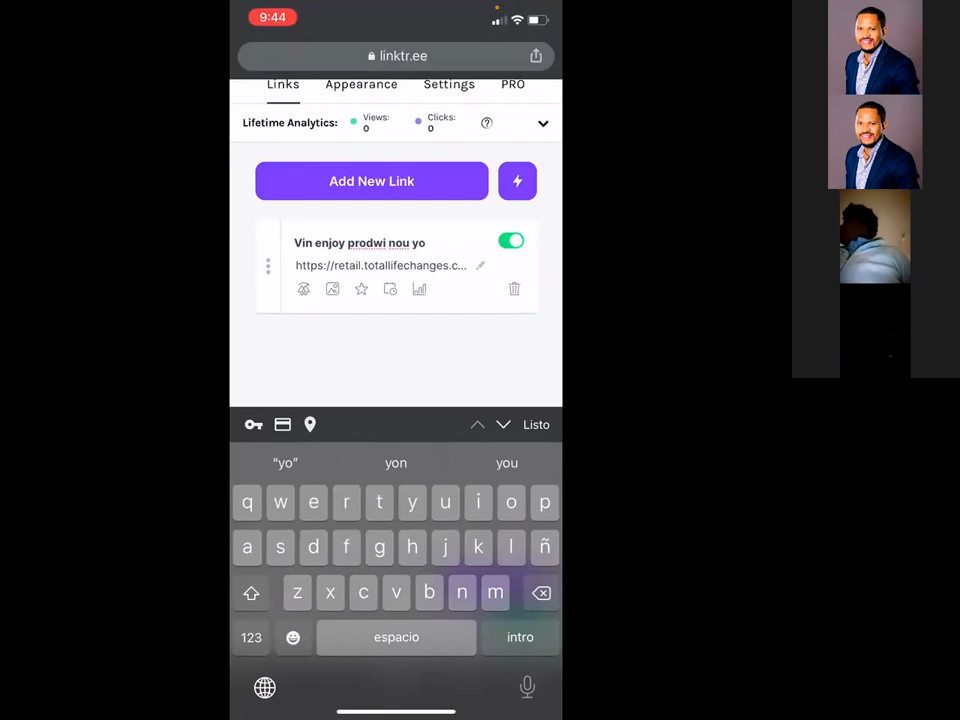 9:44
linktr.ee
Links Appearance Settings PRO
Lifetime Analytics: Views: 0 Clicks: 0 ?
Add New Link
Vin enjoy prodwi nou yo
https://retail.totallifechanges.c...
Listo
"yo" yon you
q w e r t y u i o p
a s d f g h j k l ñ
z x c v b n m
123 espacio intro